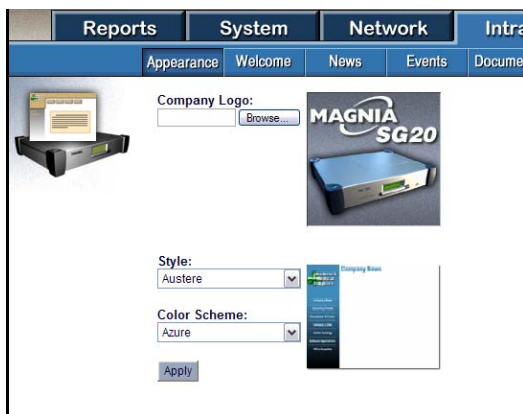 Reports System Network Intra
Appearance Welcome News Events Docume
Company Logo:
Browse...
MAGNIA
SG20
Style:
Austere
Company News
Color Scheme:
Azure
Apply